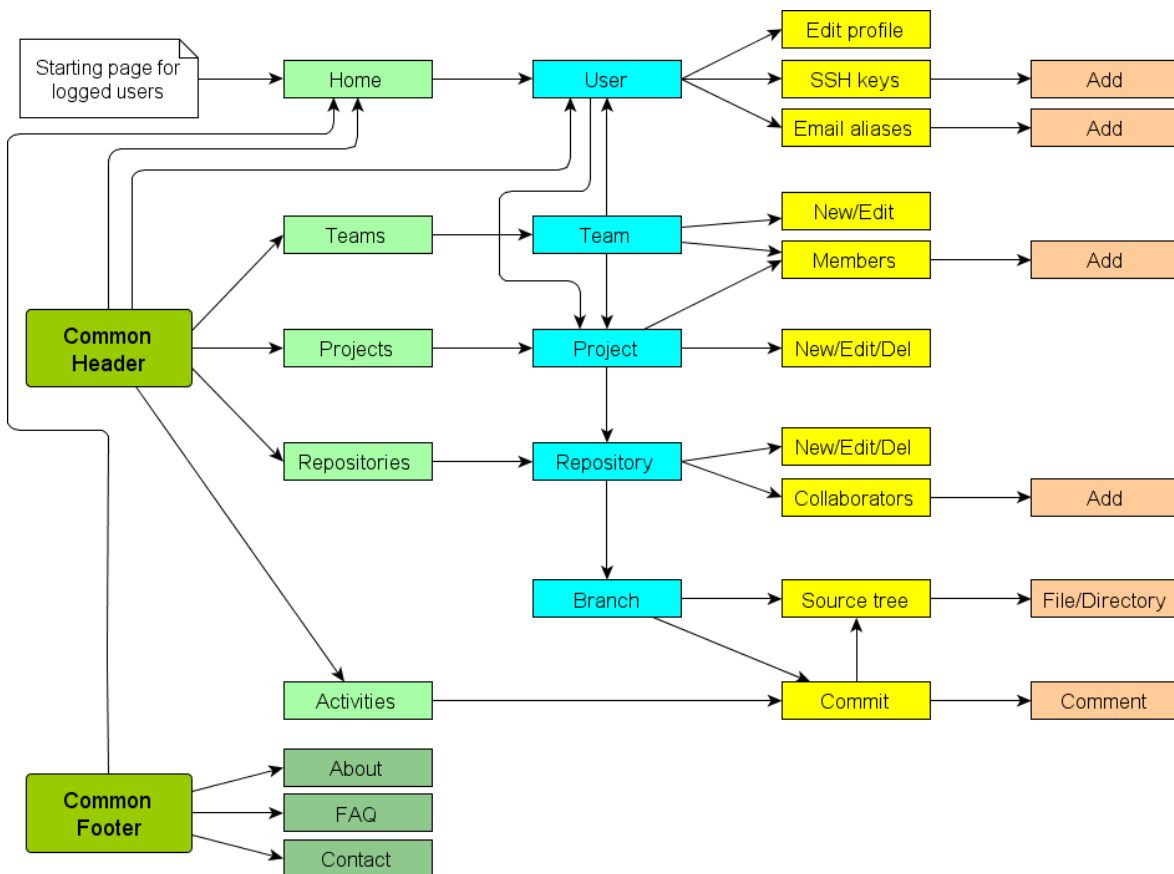 Edit profile
Starting page for
logged users
Home
User
SSH keys
Add
Email aliases
Add
New/Edit
Teams
Team
Members
Add
Common
Header
Projects
Project
New/Edit/Del
Repositories
Repository
New/Edit/Del
Collaborators
Add
Branch
Source tree
File/Directory
Activities
Commit
Comment
About
Common
Footer
FAQ
Contact